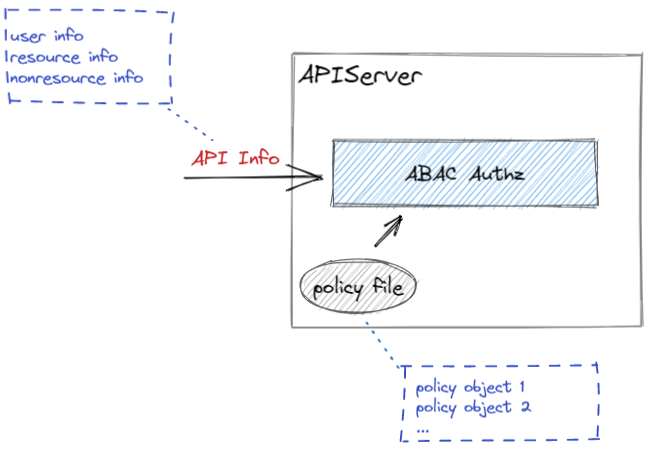 user info
resource info
nonresource info
APIServer
API Info
ABAC Authz
policy file
policy object 1
policy object 2
...